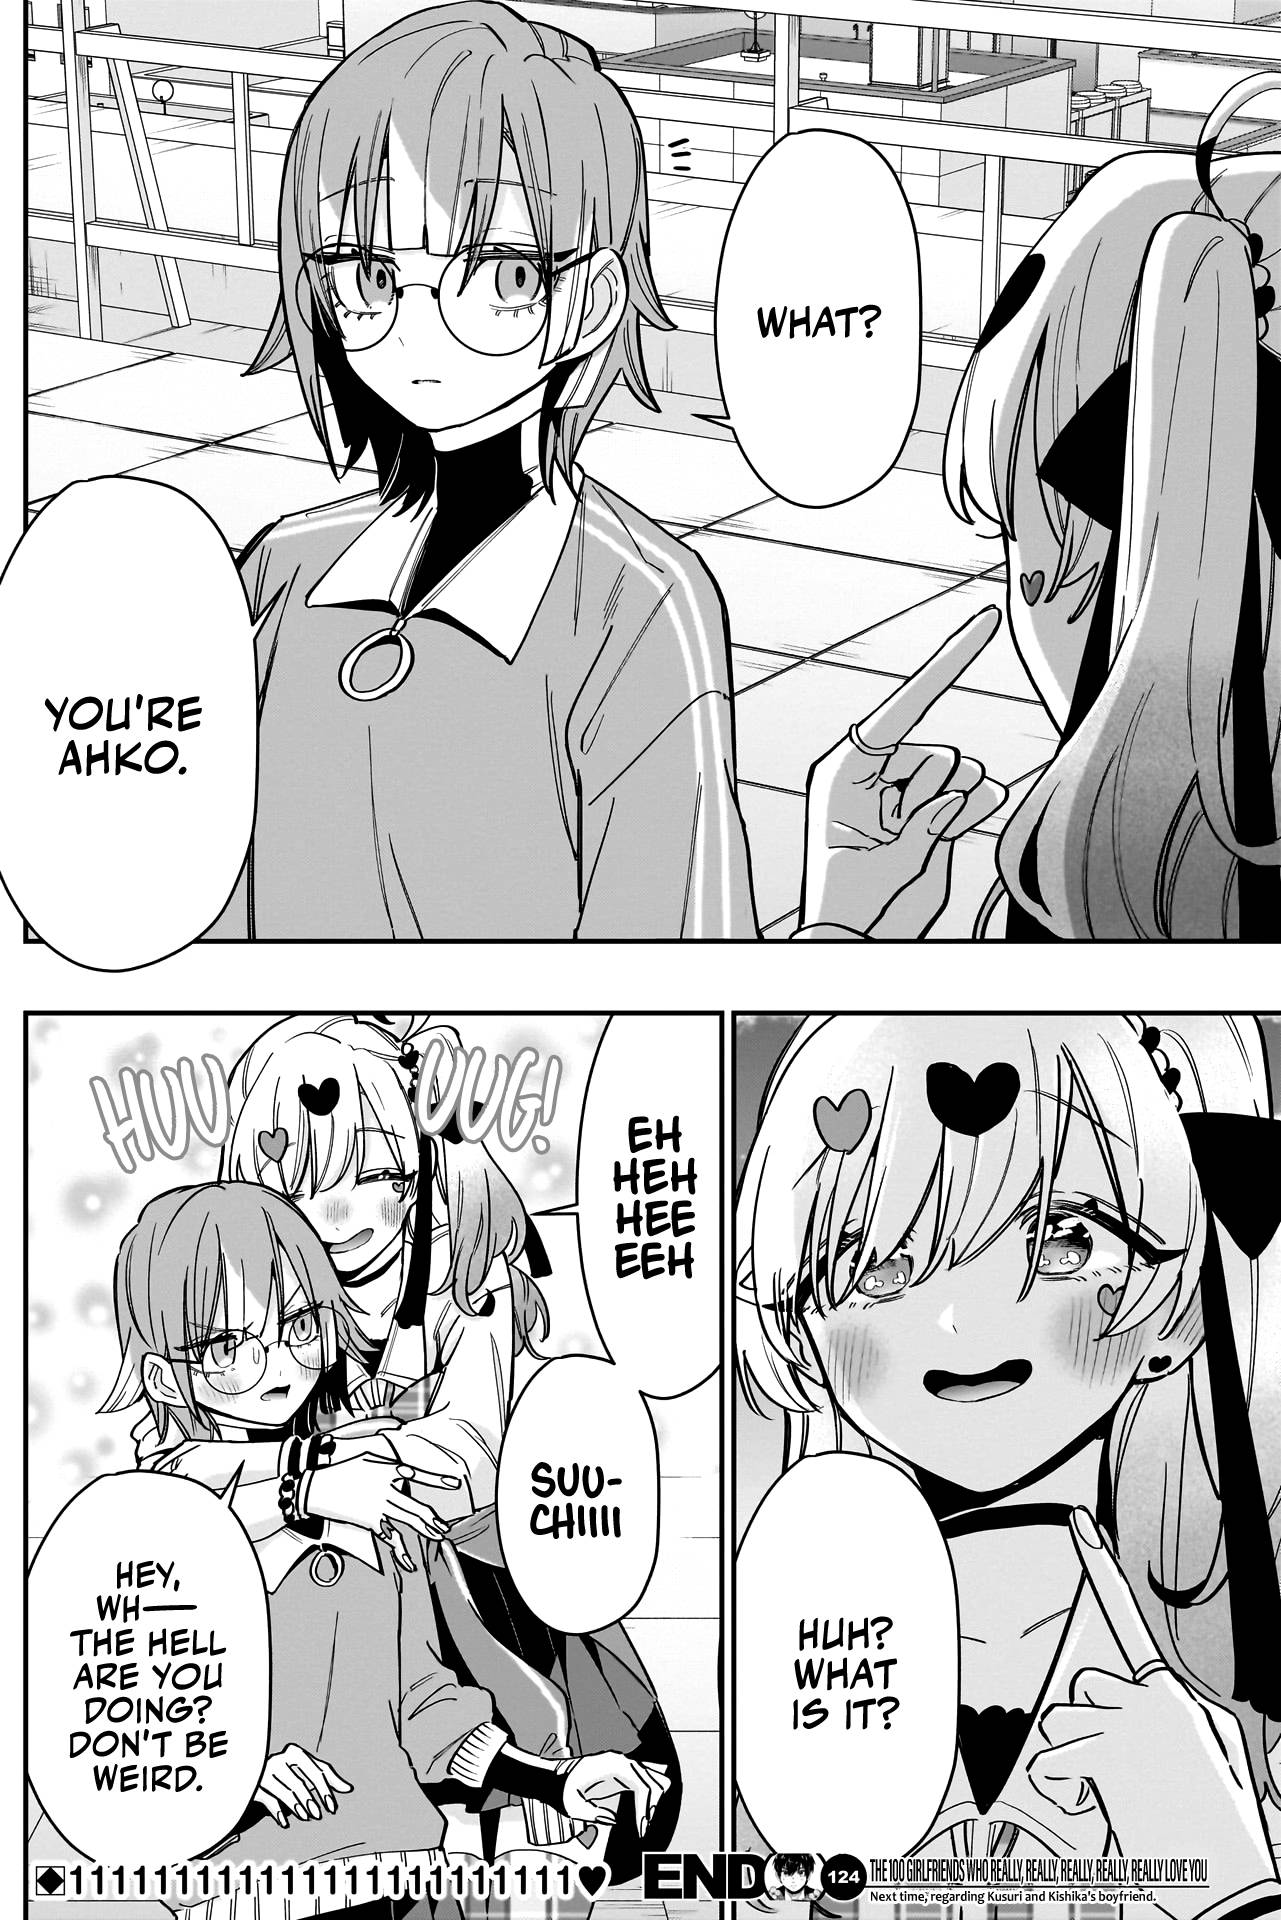 WHAT?
YOU'RE
AHKO.
HUH?
WHAT
IS IT?
EH
HEH
HEE
EEH
SUU-
CHIIII
HUU
UUG!
HEY,
WH—
THE HELL
ARE YOU
DOING?
DON'T BE
WEIRD.
END 124 THE 100 GIRLFRIENDS WHO REALLY, REALLY, REALLY, REALLY, REALLY LOVE YOU
Next time, regarding Kusuri and Kishika's boyfriend.